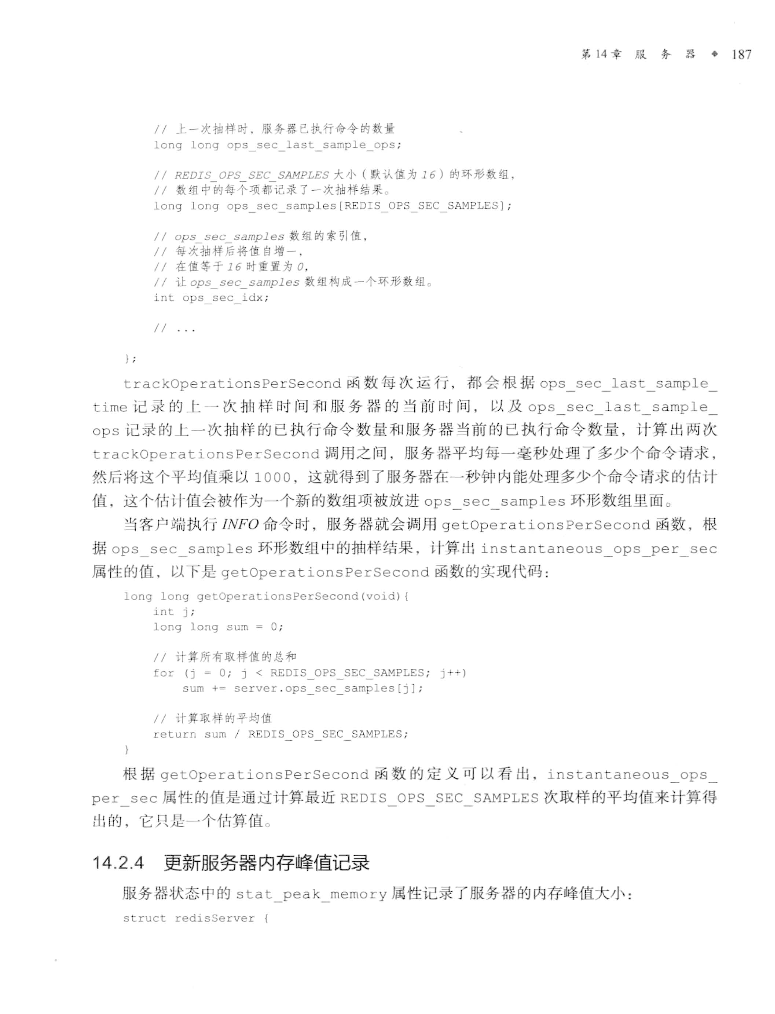 第14章 服 务 器 ◆ 187
// 上一次抽样时，服务器已执行命令的数量
long long ops_sec_last_sample_ops;
// REDIS_OPS_SEC_SAMPLES 大小（默认值为 16）的环形数组，
// 数组中的每个项都记录了一次抽样结果。
long long ops_sec_samples[REDIS_OPS_SEC_SAMPLES];
// ops_sec_samples 数组的索引值，
// 每次抽样后将值自增一，
// 在值等于 16 时重置为 0，
// 让 ops_sec_samples 数组构成一个环形数组。
int ops_sec_idx;
// ...
};
trackOperationsPerSecond 函数每次运行，都会根据 ops_sec_last_sample_
time 记录的上一次抽样时间和服务器的当前时间，以及 ops_sec_last_sample_
ops 记录的上一次抽样的已执行命令数量和服务器当前的已执行命令数量，计算出两次
trackOperationsPerSecond 调用之间，服务器平均每一毫秒处理了多少个命令请求，
然后将这个平均值乘以 1000，这就得到了服务器在一秒钟内能处理多少个命令请求的估计
值，这个估计值会被作为一个新的数组项被放进 ops_sec_samples 环形数组里面。
当客户端执行 INFO 命令时，服务器就会调用 getOperationsPerSecond 函数，根
据 ops_sec_samples 环形数组中的抽样结果，计算出 instantaneous_ops_per_sec
属性的值，以下是 getOperationsPerSecond 函数的实现代码：
long long getOperationsPerSecond(void){
int j;
long long sum = 0;
// 计算所有取样值的总和
for (j = 0; j < REDIS_OPS_SEC_SAMPLES; j++)
sum += server.ops_sec_samples[j];
// 计算取样的平均值
return sum / REDIS_OPS_SEC_SAMPLES;
}
根据 getOperationsPerSecond 函数的定义可以看出，instantaneous_ops_
per_sec 属性的值是通过计算最近 REDIS_OPS_SEC_SAMPLES 次取样的平均值来计算得
出的，它只是一个估算值。
14.2.4 更新服务器内存峰值记录
服务器状态中的 stat_peak_memory 属性记录了服务器的内存峰值大小：
struct redisServer {